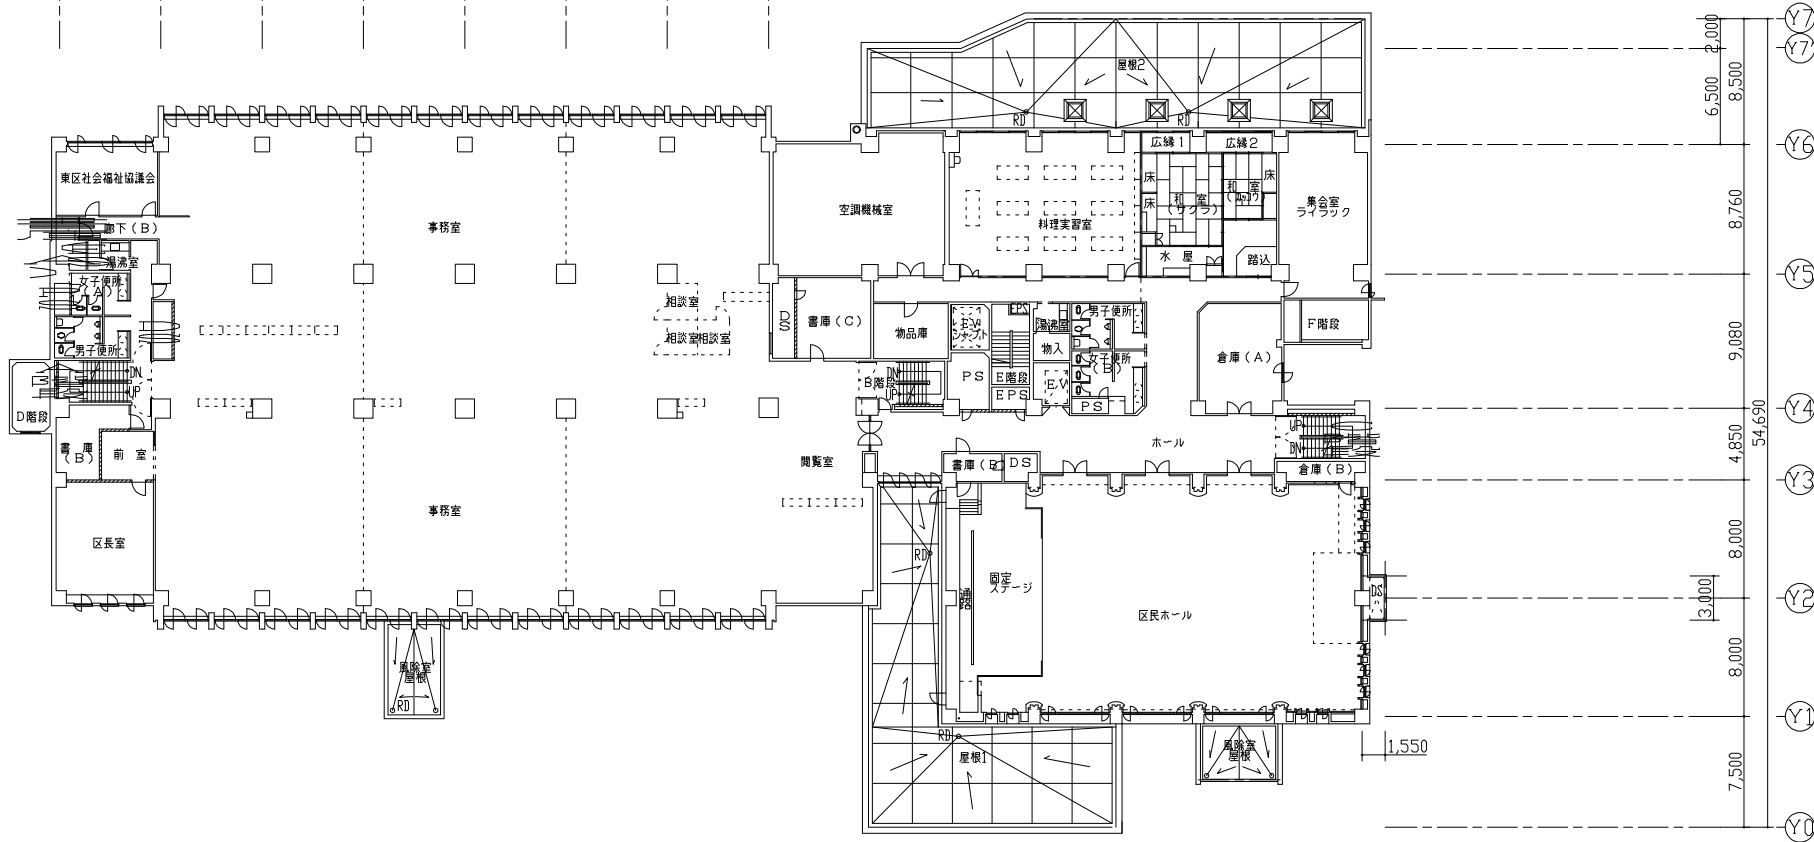 Y7
2,000
Y7'
屋根2
8,500
6,500
RD
RD
Y6
広縁1
広縁2
東区社会福祉協議会
床
和室
床
床
和室
(サクラ)
集会室
ライラック
空調機械室
8,760
事務室
料理実習室
廊下(B)
水 屋
踏込
湯沸室
Y5
女子便所
(A)
相談室
DS
書庫(C)
物品庫
EV
シャフト
EPS
湯沸室
男子便所
F階段
相談室
相談室
物入
9,080
男子便所
倉庫(A)
女子便所
(B)
DN
UP
B階段
DN
UP
PS
E階段
EPS
EV
PS
D階段
Y4
54,690
書庫
(B)
前 室
ホール
UP
DN
4,850
閲覧室
書庫(B)
DS
倉庫(B)
Y3
事務室
区長室
8,000
RD
固定
ステージ
通路
DS
3,000
Y2
区民ホール
風除室
屋根
RD
8,000
Y1
RD
屋根1
風除室
屋根
1,550
7,500
Y0